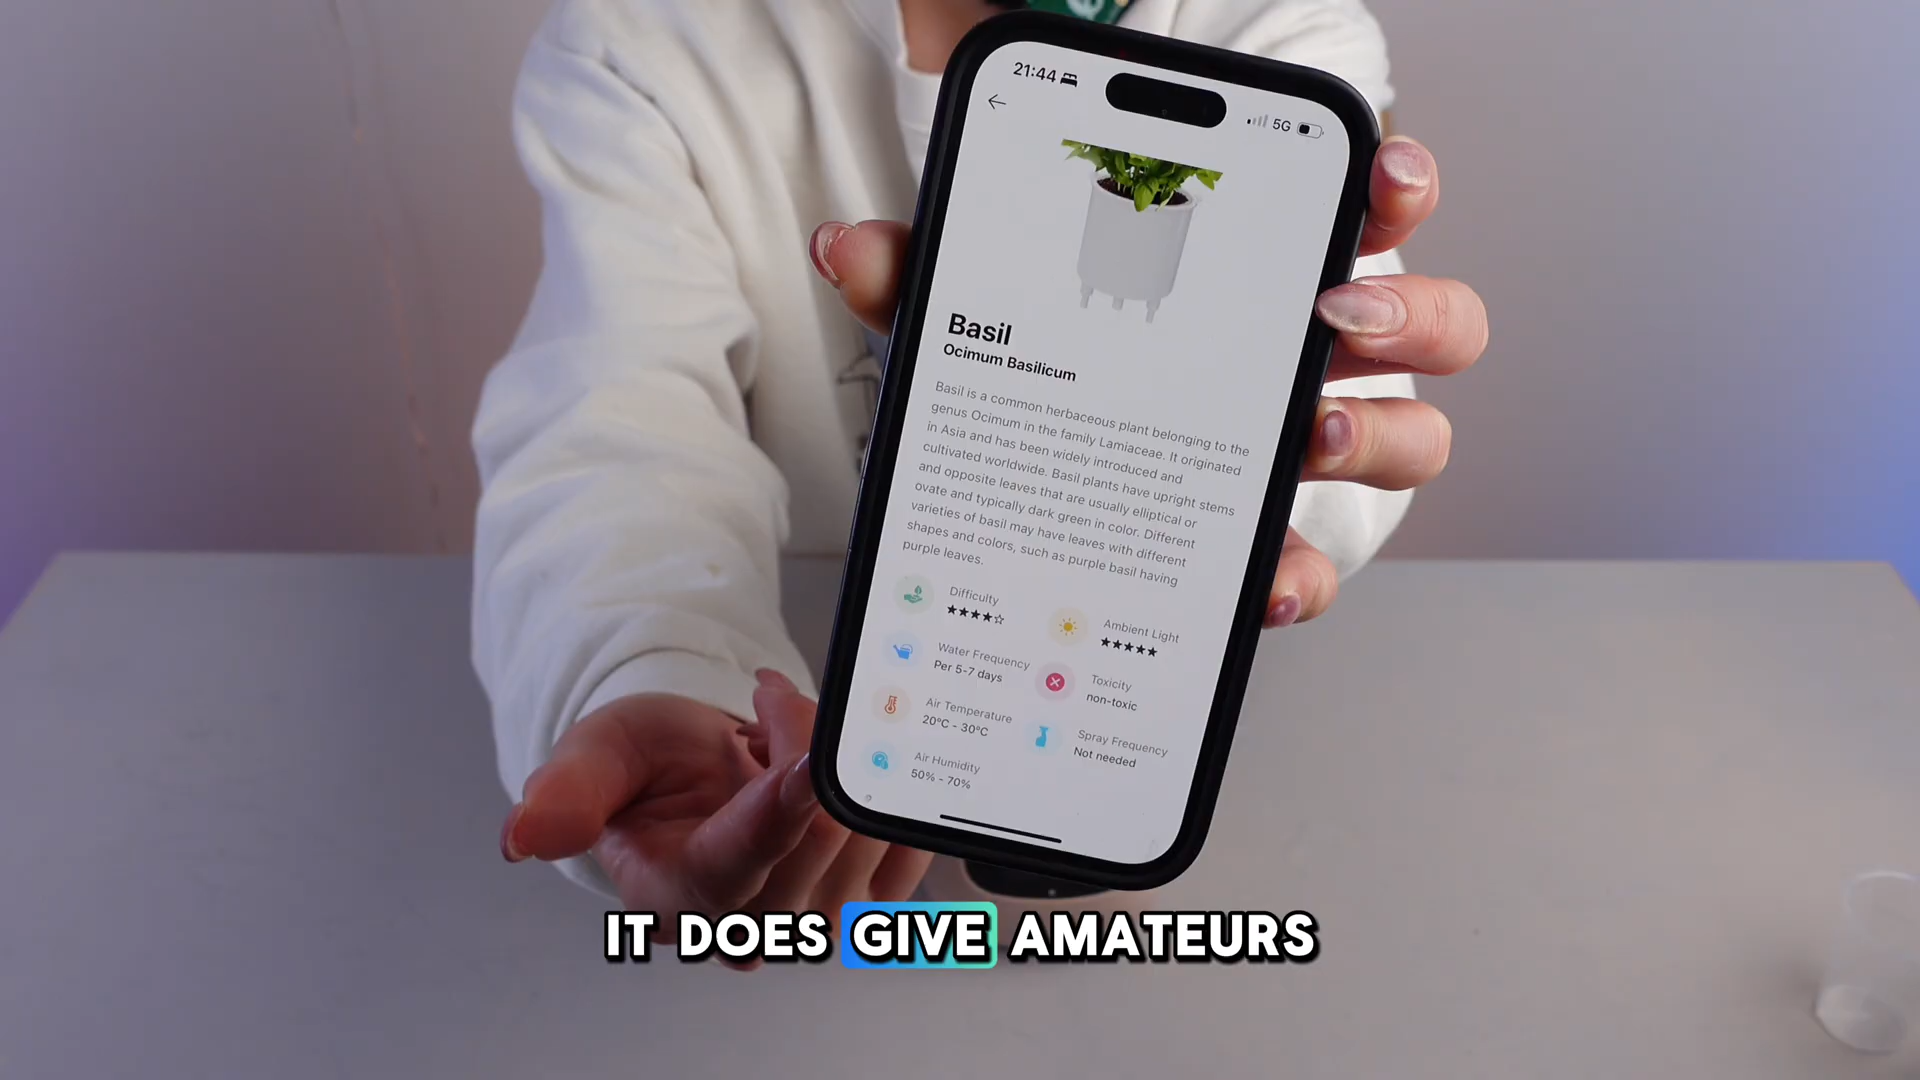 21:44
5G
Basil
Ocimum Basilicum
Basil is a common herbaceous plant belonging to the
genus Ocimum in the family Lamiaceae. It originated
in Asia and has been widely introduced and
cultivated worldwide. Basil plants have upright stems
and opposite leaves that are usually elliptical or
ovate and typically dark green in color. Different
varieties of basil may have leaves with different
shapes and colors, such as purple basil having
purple leaves.
Difficulty
★★★★☆
Ambient Light
★★★★★
Water Frequency
Per 5-7 days
Toxicity
non-toxic
Air Temperature
20°C - 30°C
Spray Frequency
Not needed
Air Humidity
50% - 70%
IT DOES GIVE AMATEURS